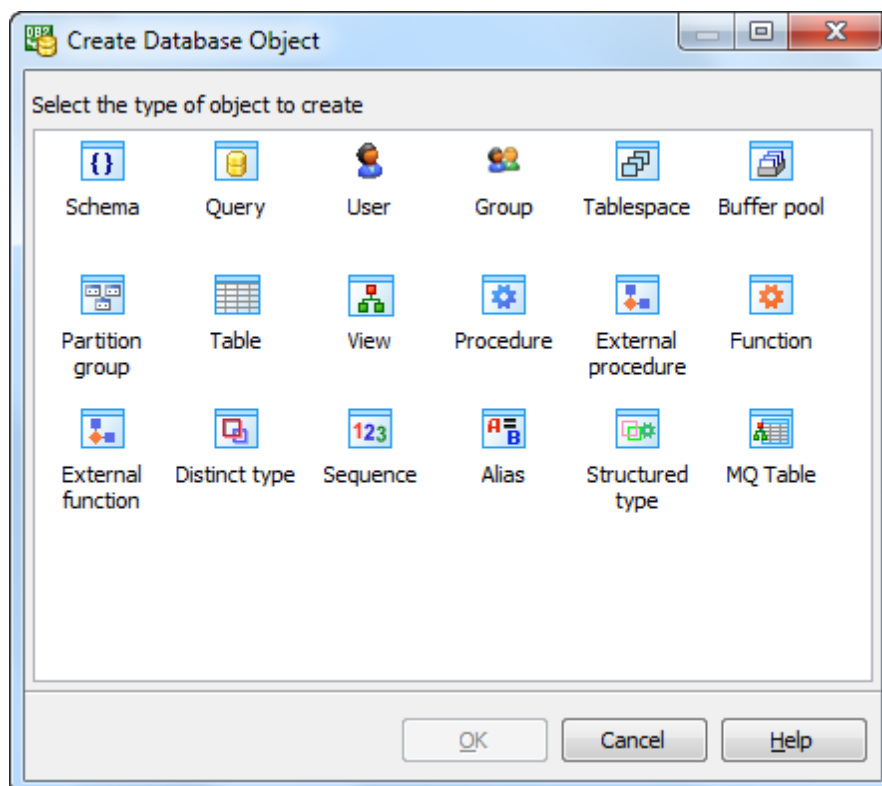 DB2
Create Database Object
Select the type of object to create
{}
Schema Query User Group Tablespace Buffer pool
Partition group Table View Procedure External procedure Function
123 A=B
External function Distinct type Sequence Alias Structured type MQ Table
OK Cancel Help